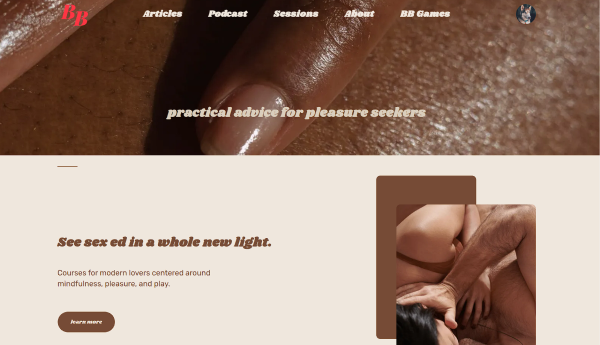 BB
Articles Podcast Sessions About BB Games
practical advice for pleasure seekers
See sex ed in a whole new light.
Courses for modern lovers centered around
mindfulness, pleasure, and play.
learn more